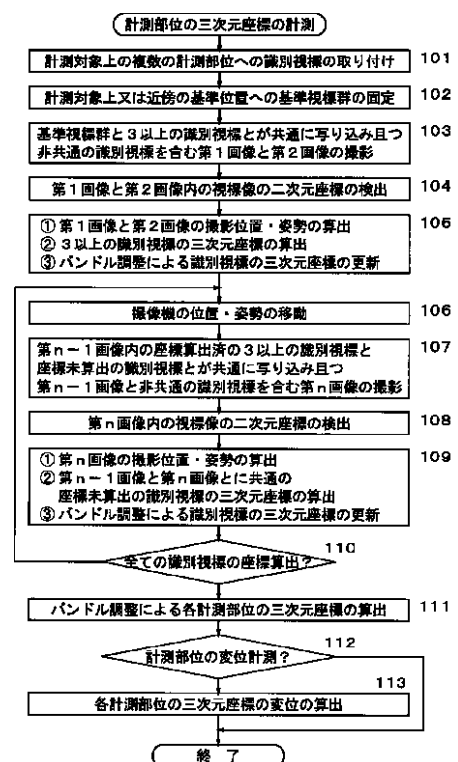 計測部位の三次元座標の計測
計測対象上の複数の計測部位への識別視標の取り付け
101
計測対象上又は近傍の基準位置への基準視標群の固定
102
基準視標群と3以上の識別視標とが共通に写り込み且つ
103
非共通の識別視標を含む第1画像と第2画像の撮影
第1画像と第2画像内の視標像の二次元座標の検出
104
①第1画像と第2画像の撮影位置・姿勢の算出
105
②3以上の識別視標の三次元座標の算出
③バンドル調整による識別視標の三次元座標の更新
撮像機の位置・姿勢の移動
106
第n-1画像内の座標算出済の3以上の識別視標と
107
座標未算出の識別視標とが共通に写り込み且つ
第n-1画像と非共通の識別視標を含む第n画像の撮影
第n画像内の視標像の二次元座標の検出
108
①第n画像の撮影位置・姿勢の算出
109
②第n-1画像と第n画像とに共通の
座標未算出の識別視標の三次元座標の算出
③バンドル調整による識別視標の三次元座標の更新
110
全ての識別視標の座標算出?
バンドル調整による各計測部位の三次元座標の算出
111
112
計測部位の変位計測?
113
各計測部位の三次元座標の変位の算出
終 了